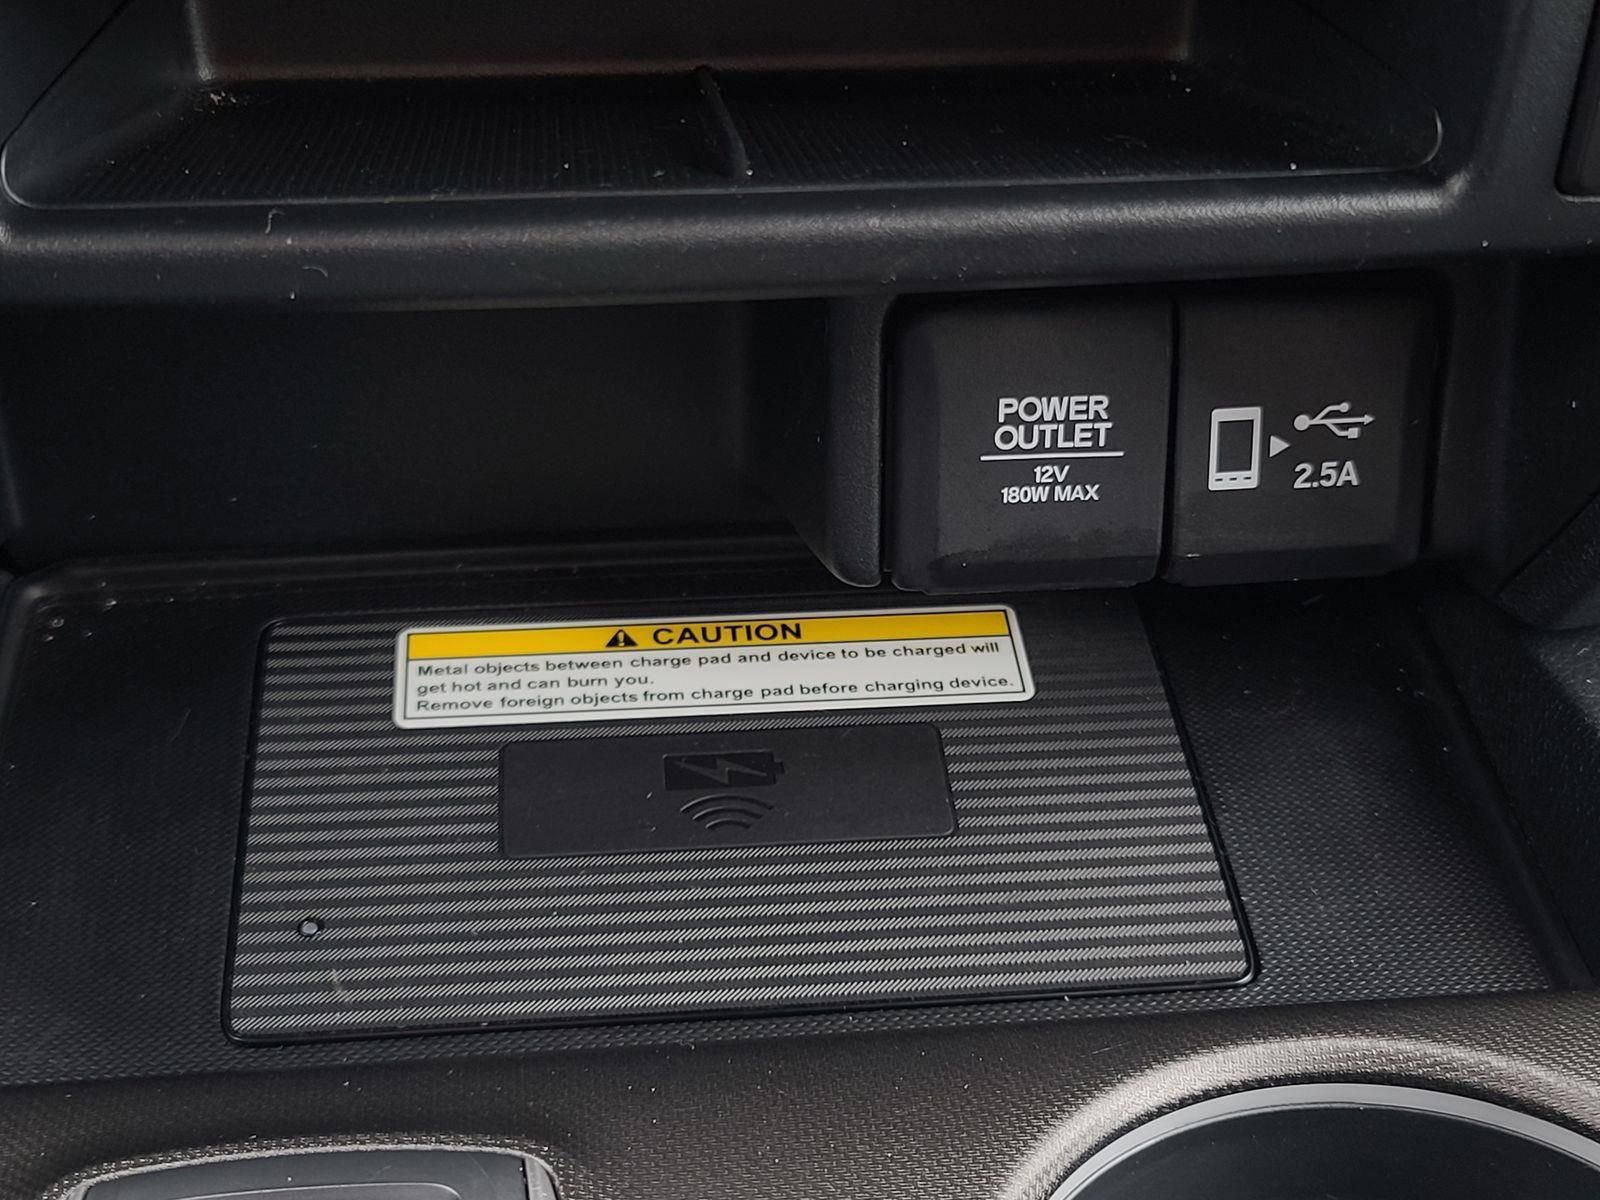 POWER
OUTLET
12V
180W MAX
2.5A
CAUTION
Metal objects between charge pad and device to be charged will
get hot and can burn you.
Remove foreign objects from charge pad before charging device.